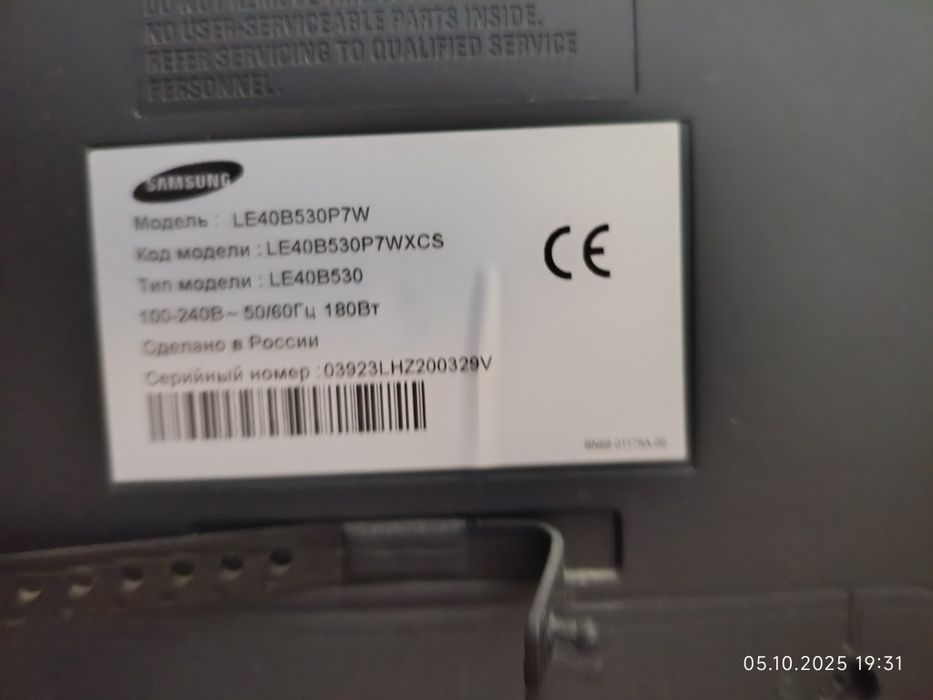 NO USER-SERVICEABLE PARTS INSIDE.
REFER SERVICING TO QUALIFIED SERVICE
PERSONNEL.
SAMSUNG
Модель : LE40B530P7W
Код модели : LE40B530P7WXCS
Тип модели : LE40B530
100-240В ~ 50/60Гц 180Вт
Сделано в России
Серийный номер :03923LHZ200329V
CE
05.10.2025 19:31